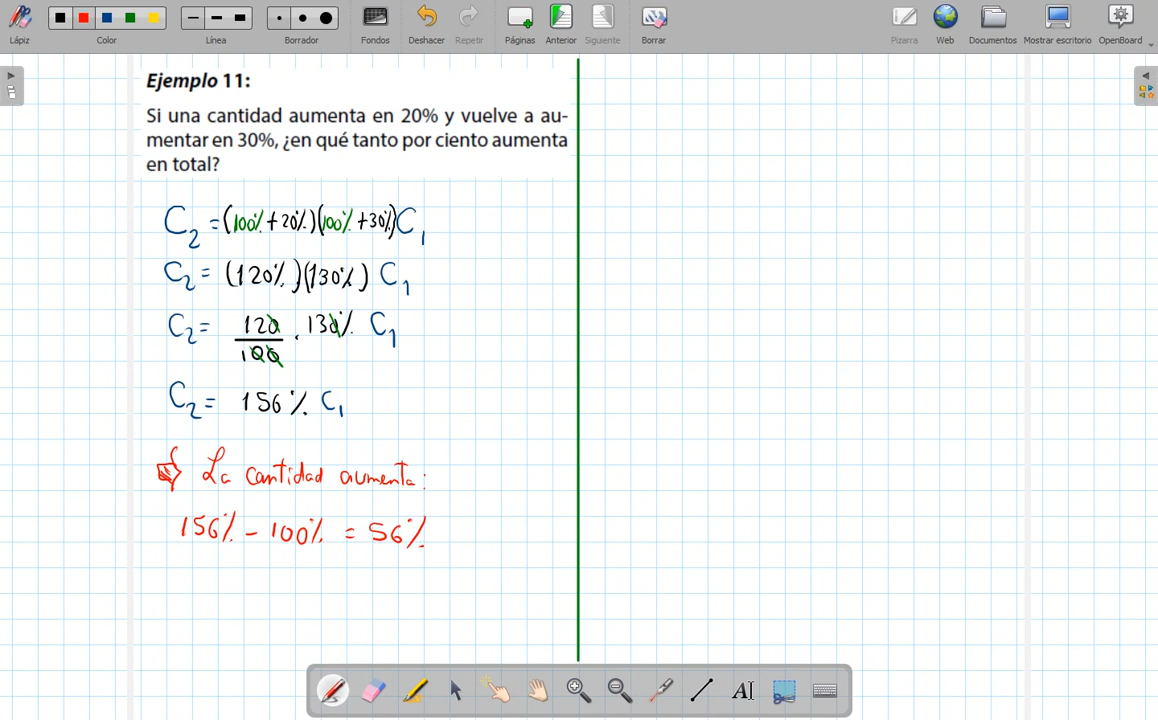 Lápiz Color Línea Borrador Fondos Deshacer Repetir Páginas Anterior Siguiente Borrar Pizarra Web Documentos Mostrar escritorio OpenBoard
Ejemplo 11:
Si una cantidad aumenta en 20% y vuelve a au-
mentar en 30%, ¿en qué tanto por ciento aumenta
en total?
C₂ = (100% + 20%)(100% + 30%)C₁
C₂ = (120%)(130%) C₁
C₂ = 120/100 . 130% C₁
C₂ = 156% C₁
La cantidad aumenta:
156% - 100% = 56%